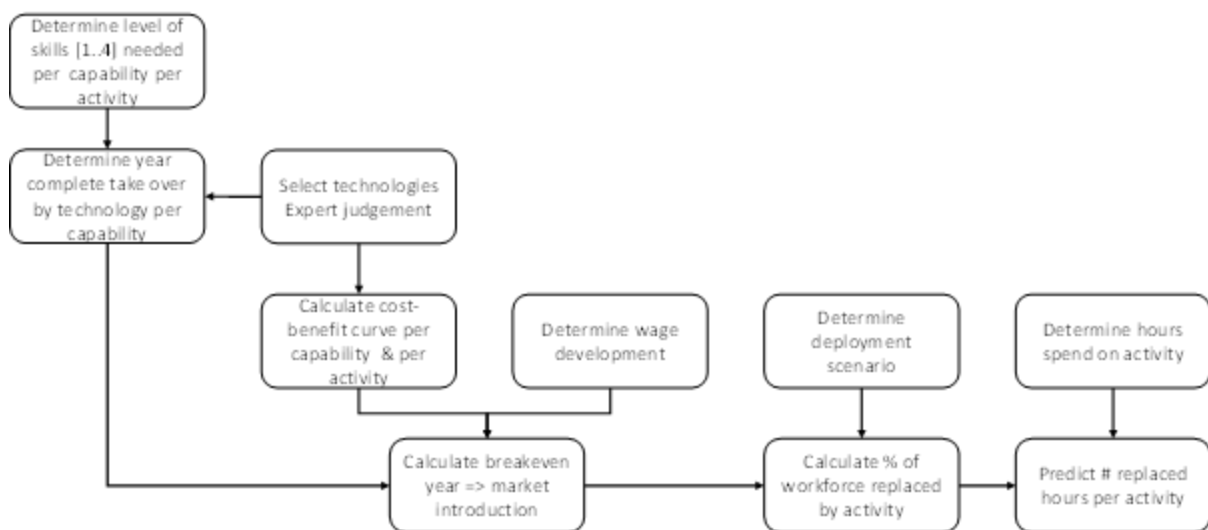 Determine level of
skills [1..4] needed
per capability per
activity
Determine year
complete take over
by technology per
capability
Select technologies
Expert judgement
Calculate cost-
benefit curve per
capability & per
activity
Determine wage
development
Determine
deployment
scenario
Determine hours
spend on activity
Calculate breakeven
year => market
introduction
Calculate % of
workforce replaced
by activity
Predict # replaced
hours per activity